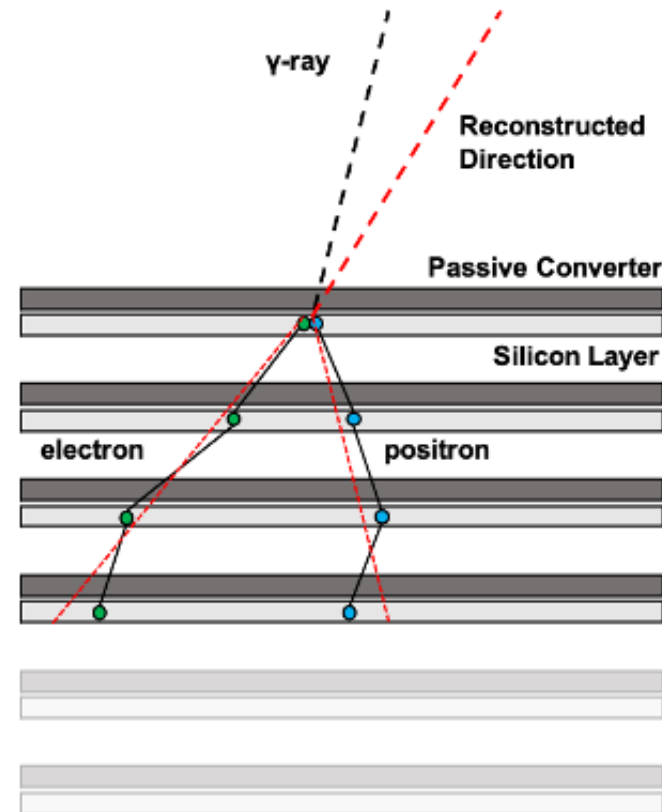 γ-ray
Reconstructed
Direction
Passive Converter
Silicon Layer
electron
positron